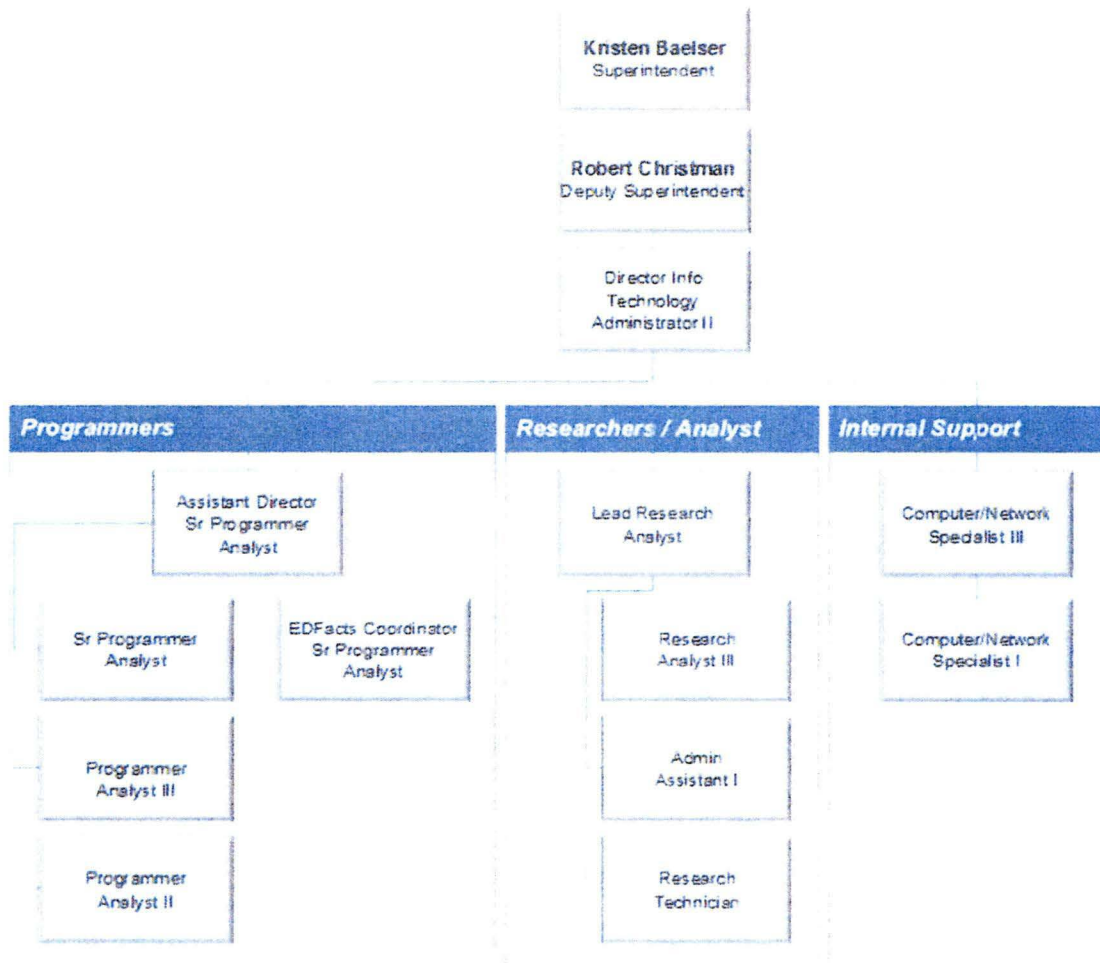 Kristen Baelser
Superintendent
Robert Christman
Deputy Superintendent
Director Info
Technology
Administrator II
Programmers
Researchers / Analyst
Internal Support
Assistant Director
Sr Programmer
Analyst
Lead Research
Analyst
Computer/Network
Specialist III
Sr Programmer
Analyst
EDFacts Coordinator
Sr Programmer
Analyst
Research
Analyst III
Computer/Network
Specialist I
Programmer
Analyst III
Admin
Assistant I
Programmer
Analyst II
Research
Technician